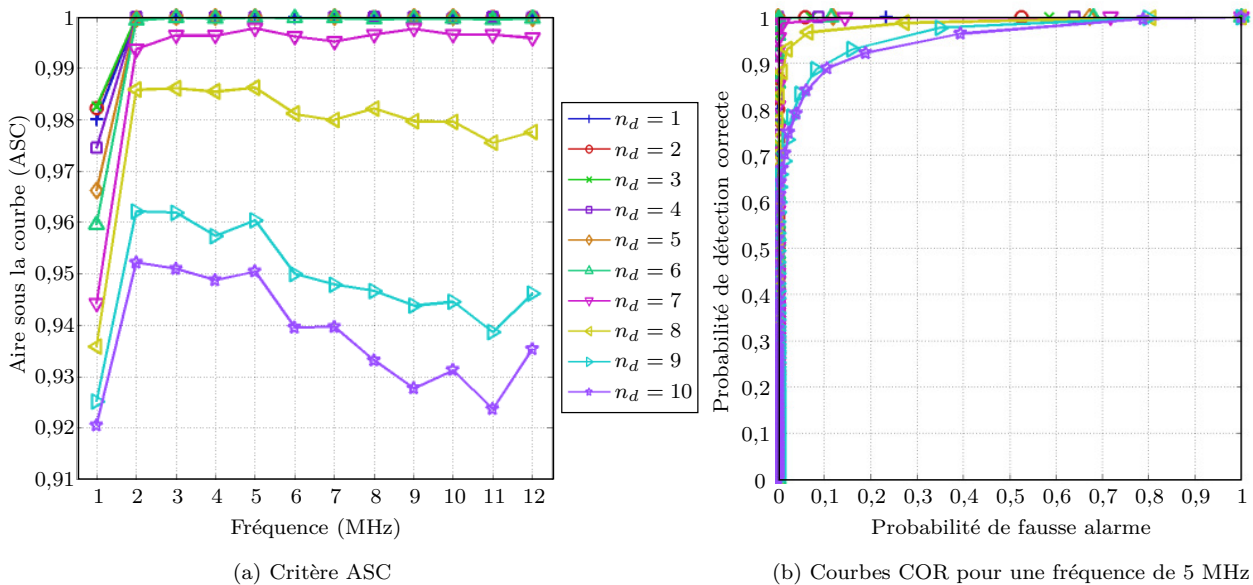 Aire sous la courbe (ASC)
1
0,99
0,98
0,97
0,96
0,95
0,94
0,93
0,92
0,91
1 2 3 4 5 6 7 8 9 10 11 12
Fréquence (MHz)
(a) Critère ASC
n_d = 1
n_d = 2
n_d = 3
n_d = 4
n_d = 5
n_d = 6
n_d = 7
n_d = 8
n_d = 9
n_d = 10
Probabilité de détection correcte
1
0,9
0,8
0,7
0,6
0,5
0,4
0,3
0,2
0,1
0
0 0,1 0,2 0,3 0,4 0,5 0,6 0,7 0,8 0,9 1
Probabilité de fausse alarme
(b) Courbes COR pour une fréquence de 5 MHz